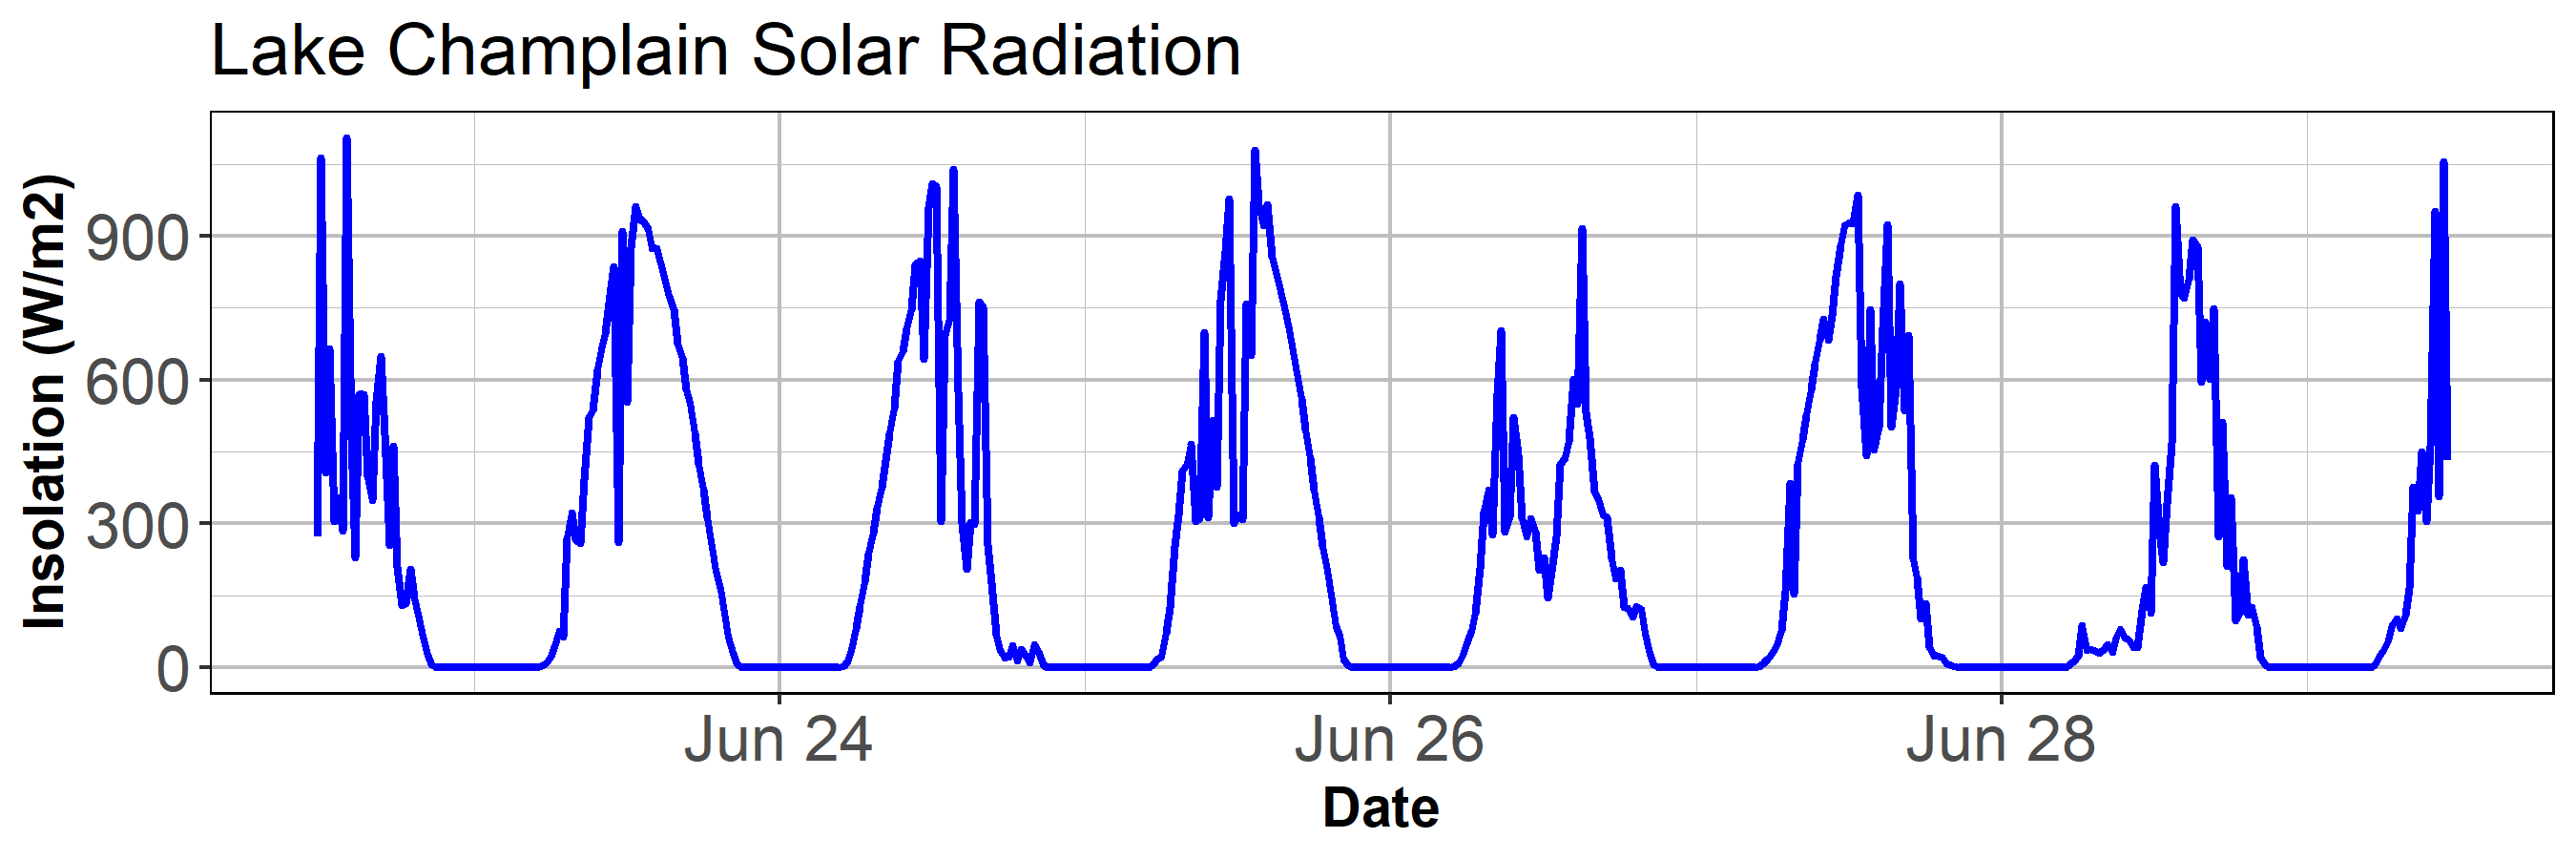 Lake Champlain Solar Radiation
Insolation (W/m2)
900
600
300
0
Jun 24
Jun 26
Jun 28
Date